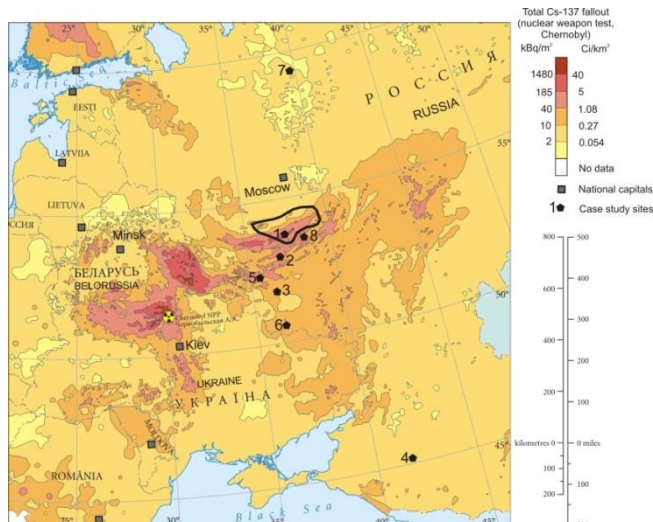 Total Cs-137 fallout
(nuclear weapon test,
Chernobyl)
kBq/m²
Ci/km²
1480
40
185
5
40
1.08
10
0.27
2
0.054
No data
National capitals
1
Case study sites
7
Baltic Sea
EESTI
РОССИЯ
RUSSIA
LATVIJA
55°
Moscow
LIETUVA
ССИЯ
Minsk
БЕЛАРУСЬ
BELORUSSIA
1
8
2
5
3
6
50°
Kiev
UKRAINE
УКРАЇНА
MOLDOVA
4
45°
ROMÂNIA
Black Sea
25°
30°
35°
40°
45°
800
500
600
400
300
400
200
200
100
kilometres 0
0 miles
100
100
200